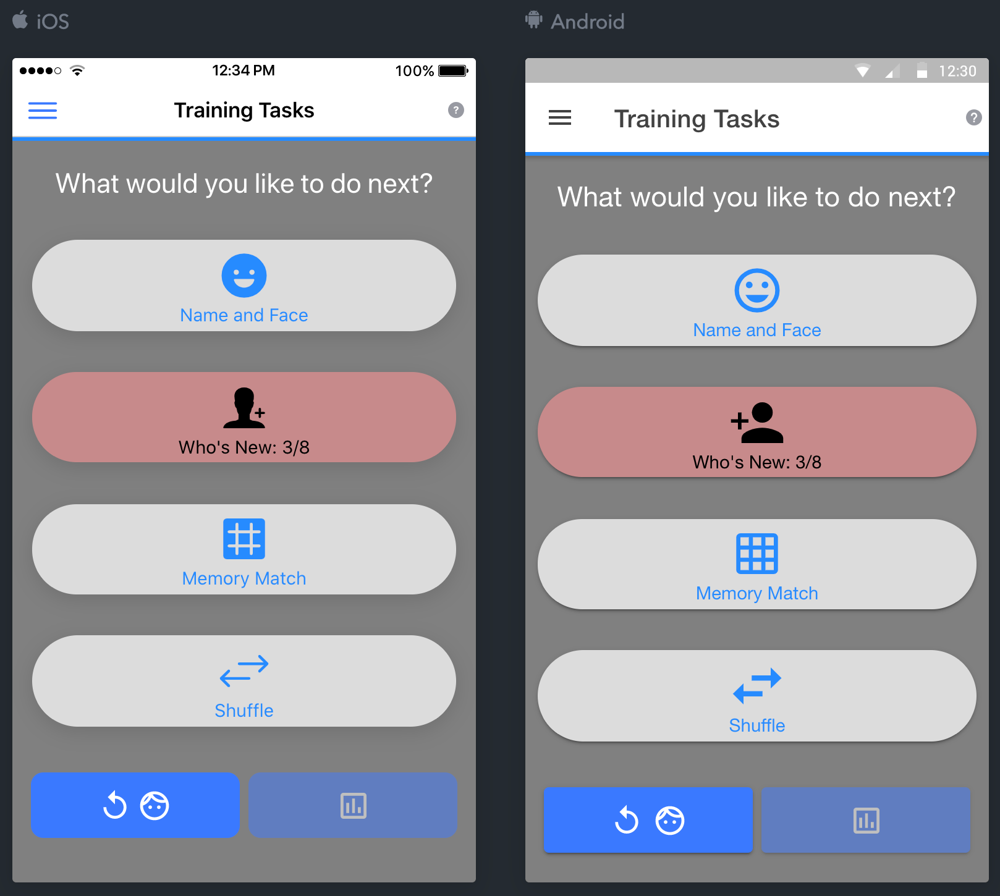 iOS
12:34 PM
100%
Training Tasks
?
What would you like to do next?
Name and Face
Who's New: 3/8
Memory Match
Shuffle
Android
12:30
Training Tasks
?
What would you like to do next?
Name and Face
Who's New: 3/8
Memory Match
Shuffle